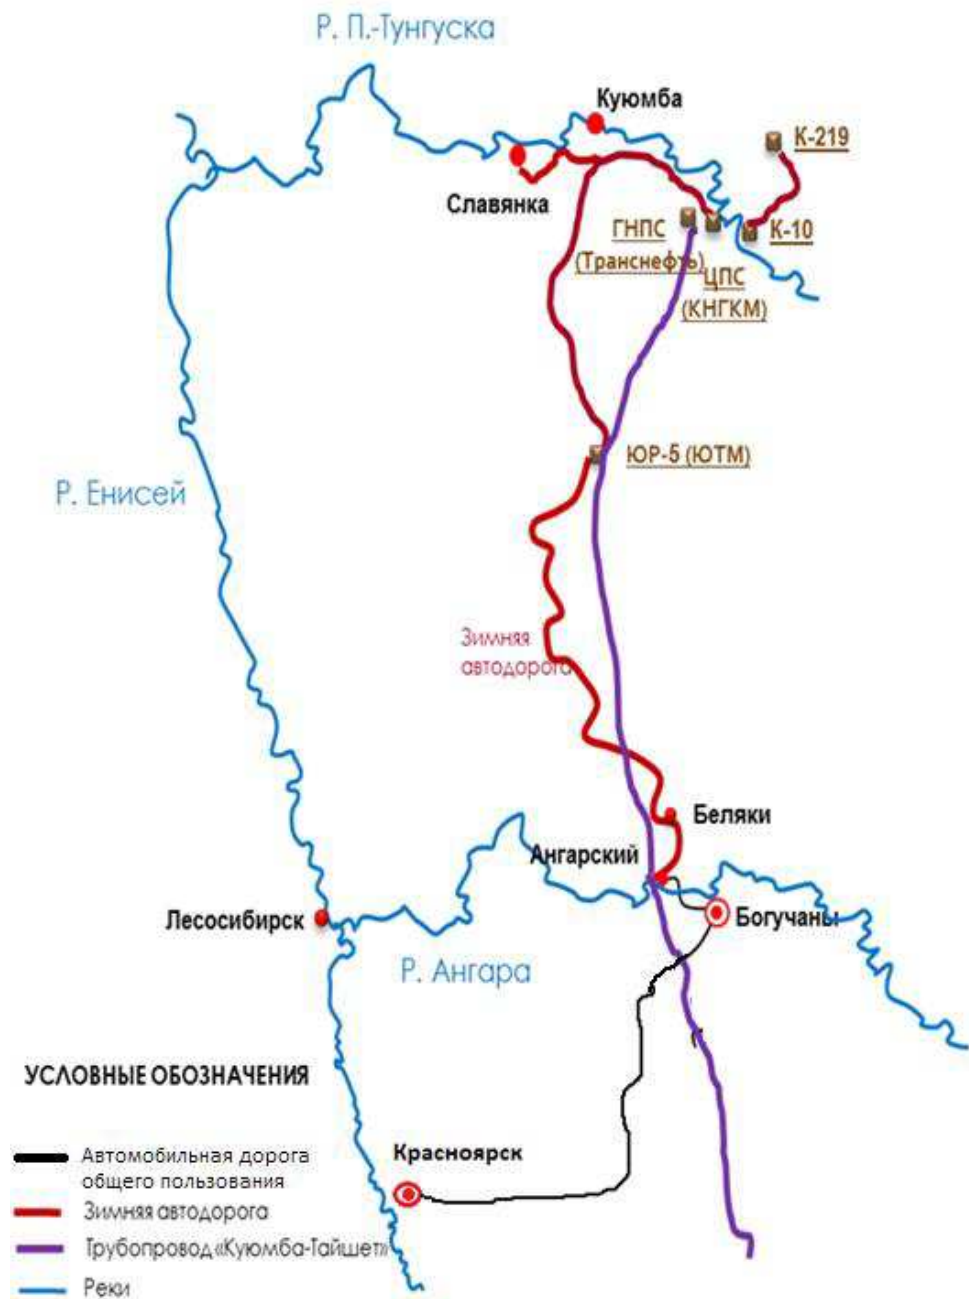 Р. П.-Тунгуска
Куюмба
К-219
Славянка
ГНПС
(Транснефть)
К-10
ЦПС
(КНГКМ)
ЮР-5 (ЮТМ)
Р. Енисей
Зимняя
автодорога
Беляки
Ангарский
Лесосибирск
Богучаны
Р. Ангара
УСЛОВНЫЕ ОБОЗНАЧЕНИЯ
Красноярск
Автомобильная дорога
общего пользования
Зимняя автодорога
Трубопровод «Куюмба-Тайшет»
Реки